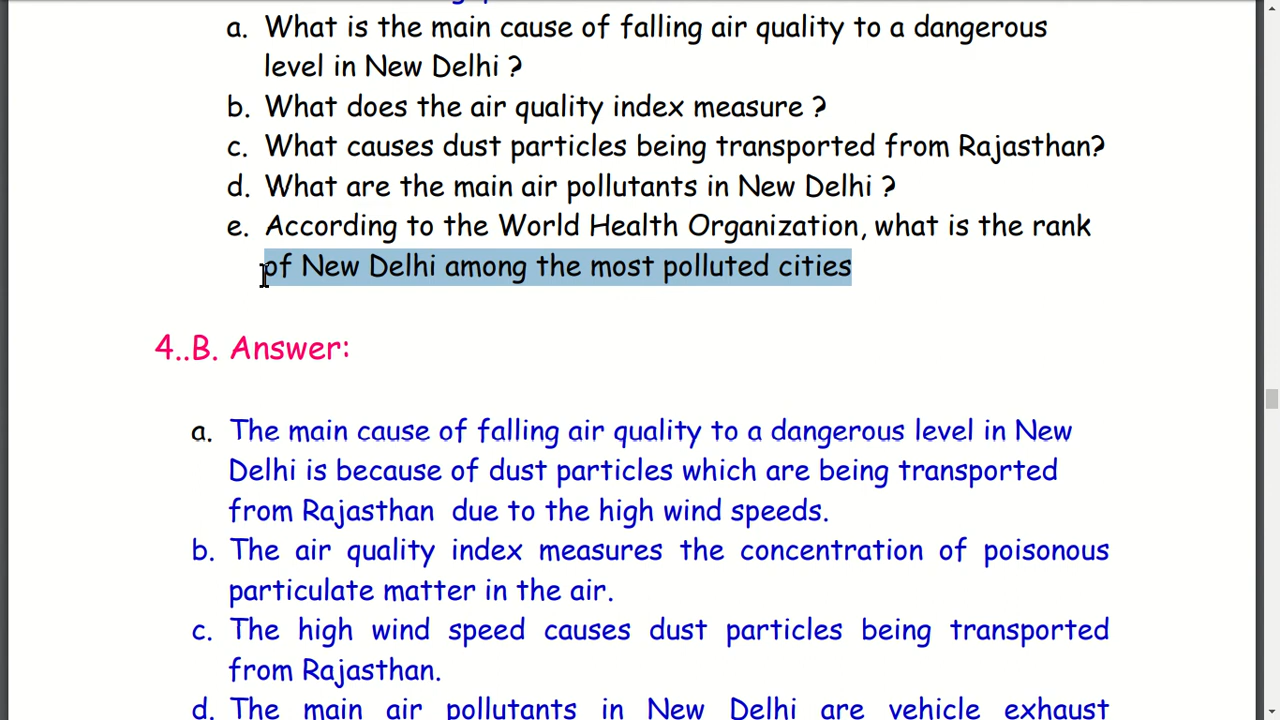 a. What is the main cause of falling air quality to a dangerous
level in New Delhi ?
b. What does the air quality index measure ?
c. What causes dust particles being transported from Rajasthan?
d. What are the main air pollutants in New Delhi ?
e. According to the World Health Organization, what is the rank
of New Delhi among the most polluted cities
4..B. Answer:
a. The main cause of falling air quality to a dangerous level in New
Delhi is because of dust particles which are being transported
from Rajasthan due to the high wind speeds.
b. The air quality index measures the concentration of poisonous
particulate matter in the air.
c. The high wind speed causes dust particles being transported
from Rajasthan.
d. The main air pollutants in New Delhi are vehicle exhaust